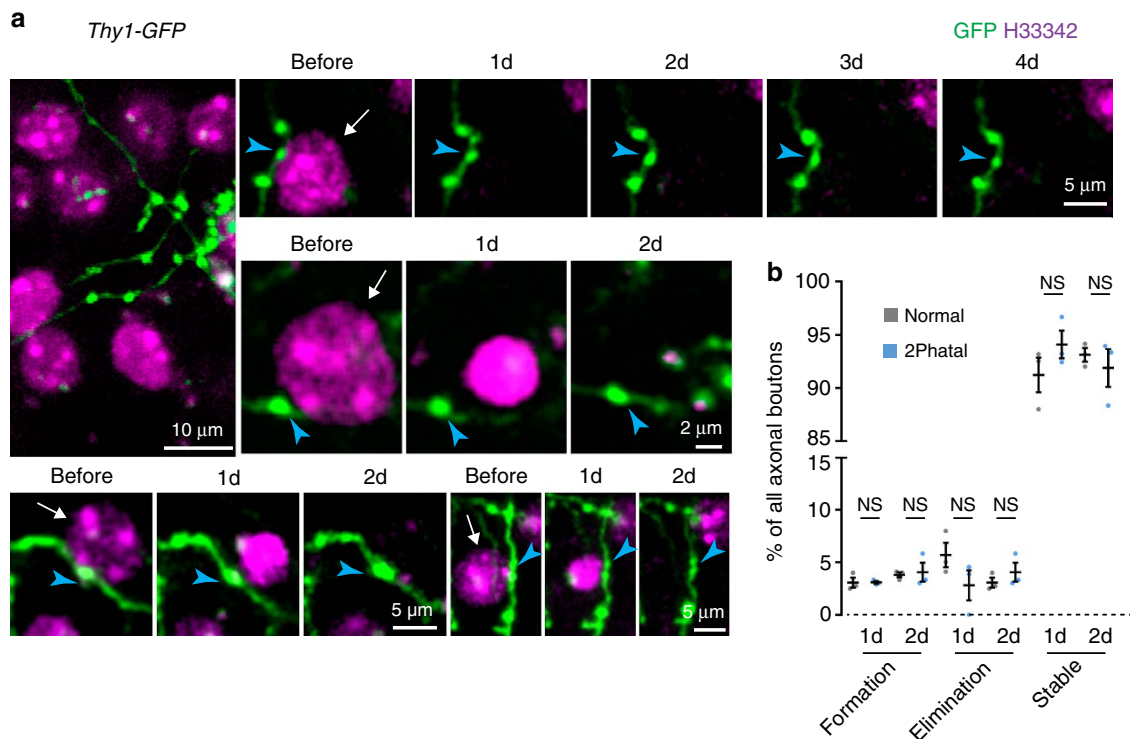 a
Thy1-GFP
GFP H33342
Before 1d 2d 3d 4d
5 µm
Before 1d 2d
10 µm
2 µm
Before 1d 2d Before 1d 2d
5 µm
5 µm
b
100
95
90
85
15
10
5
0
% of all axonal boutons
Normal
2Phatal
NS NS
NS NS NS NS
1d 2d 1d 2d 1d 2d
Formation
Elimination
Stable